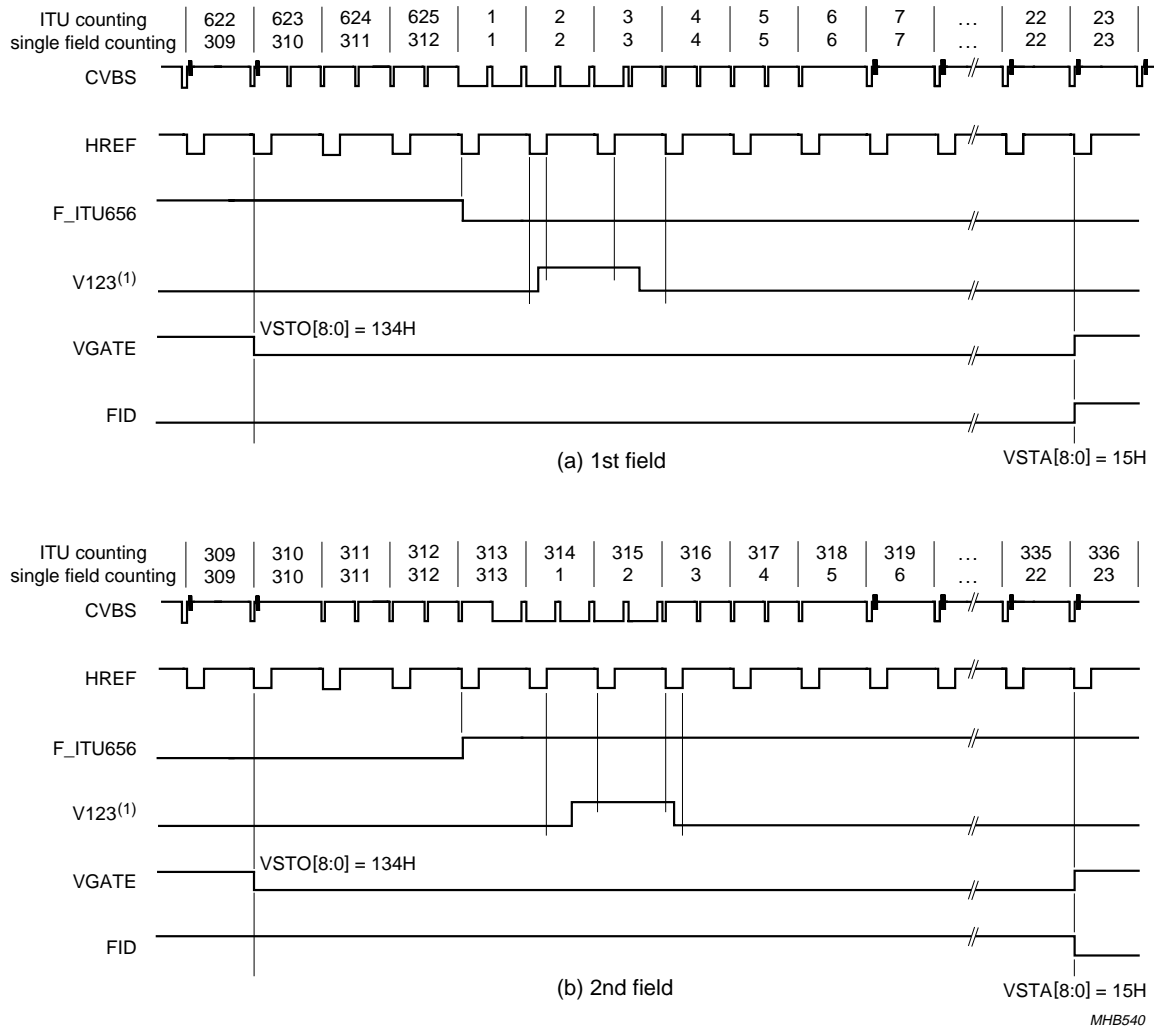 ITU counting 622 623 624 625 1 2 3 4 5 6 7 ... 22 23
single field counting 309 310 311 312 1 2 3 4 5 6 7 ... 22 23
CVBS
HREF
F_ITU656
V123(1)
VSTO[8:0] = 134H
VGATE
FID
(a) 1st field
VSTA[8:0] = 15H
ITU counting 309 310 311 312 313 314 315 316 317 318 319 ... 335 336
single field counting 309 310 311 312 313 1 2 3 4 5 6 ... 22 23
CVBS
HREF
F_ITU656
V123(1)
VSTO[8:0] = 134H
VGATE
FID
(b) 2nd field
VSTA[8:0] = 15H
MHB540